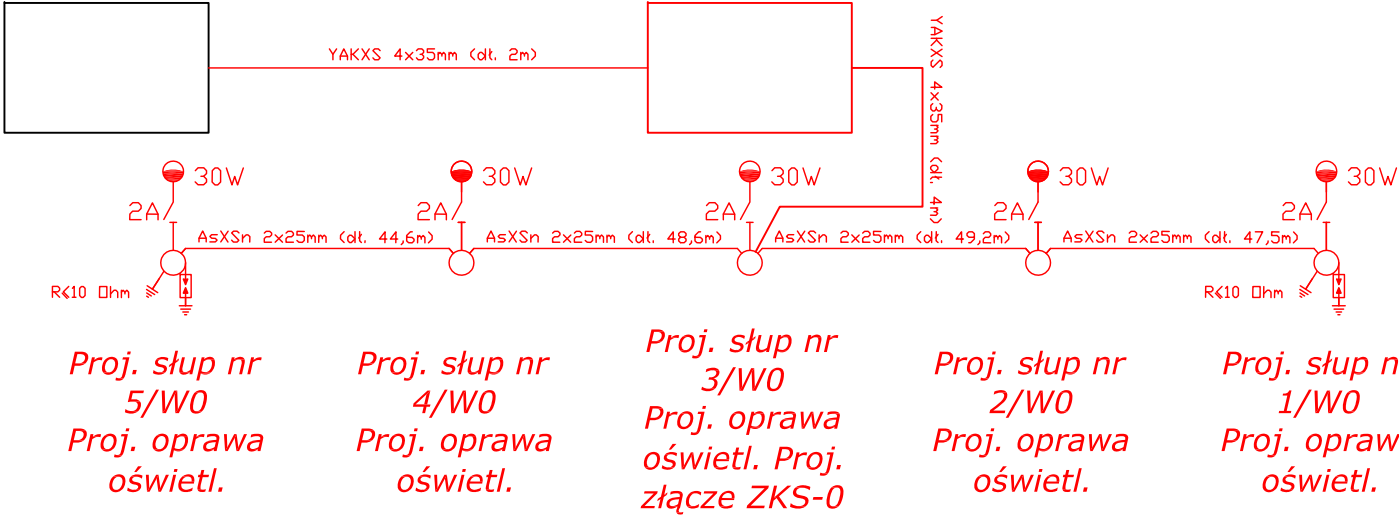 YAKXS 4x35mm (dł. 2m)
YAKXS 4x35mm (dł. 4m)
30W
30W
30W
30W
30W
2A
2A
2A
2A
2A
AsXSn 2x25mm (dł. 44,6m)
AsXSn 2x25mm (dł. 48,6m)
AsXSn 2x25mm (dł. 49,2m)
AsXSn 2x25mm (dł. 47,5m)
R⩽10 Ohm
R⩽10 Ohm
Proj. słup nr
5/W0
Proj. oprawa
oświetl.
Proj. słup nr
4/W0
Proj. oprawa
oświetl.
Proj. słup nr
3/W0
Proj. oprawa
oświetl. Proj.
złącze ZKS-0
Proj. słup nr
2/W0
Proj. oprawa
oświetl.
Proj. słup n
1/W0
Proj. opraw
oświetl.